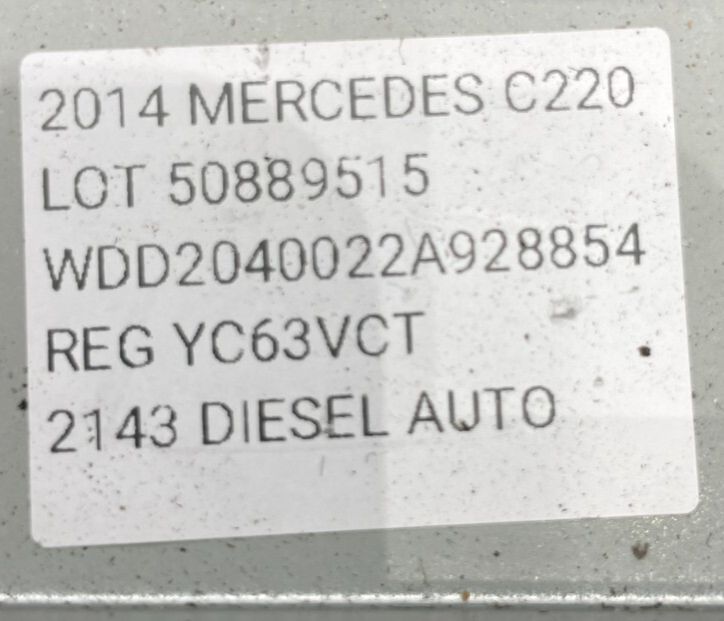 2014 MERCEDES C220
LOT 50889515
WDD2040022A928854
REG YC63VCT
2143 DIESEL AUTO